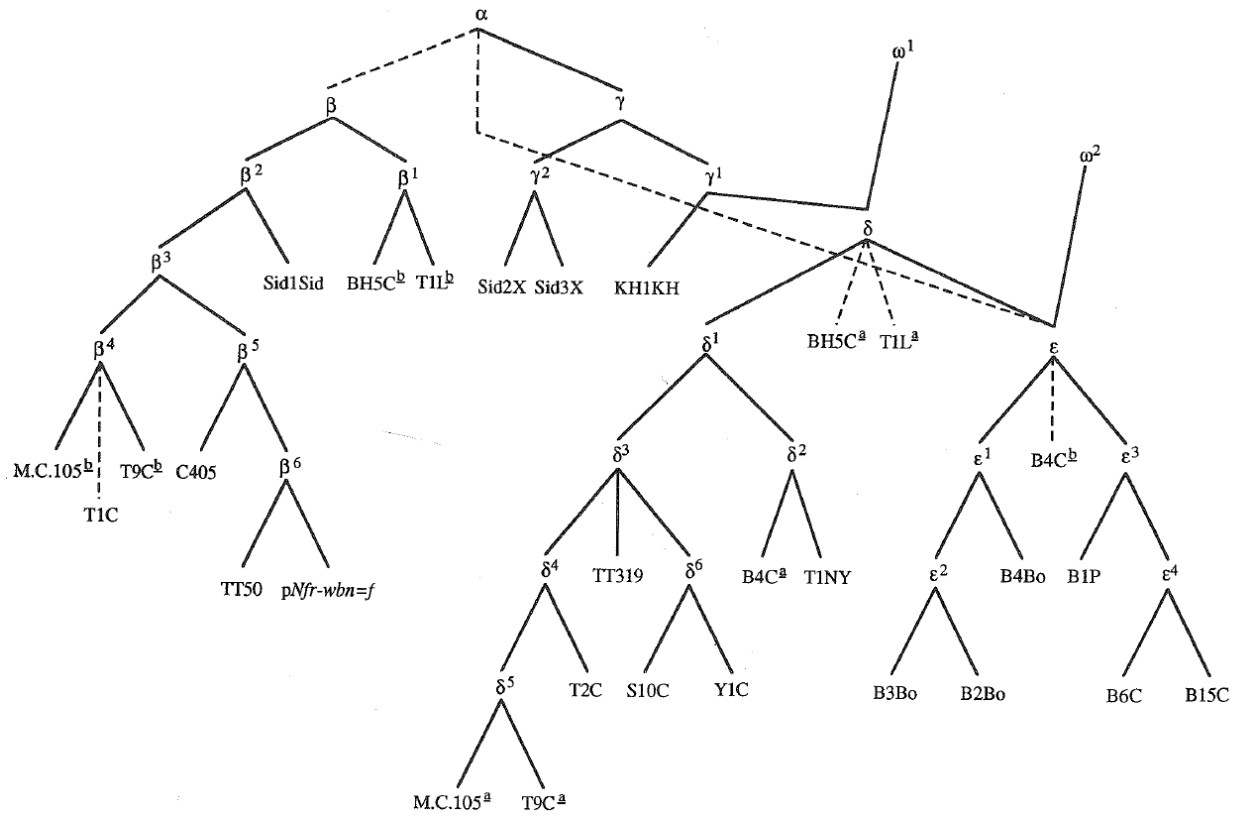 α
ω¹
β γ
ω²
β² β¹ γ² γ¹
δ
β³ Sid1Sid BH5Cb T1Lb Sid2X Sid3X KH1KH
β⁴ β⁵ δ¹ BH5Ca T1La ε
M.C.105b T9Cb C405 β⁶ δ³ δ² ε¹ B4Cb ε³
T1C
TT50 pNfr-wbn=f δ⁴ TT319 δ⁶ B4Ca T1NY ε² B4Bo B1P ε⁴
δ⁵ T2C S10C Y1C B3Bo B2Bo B6C B15C
M.C.105a T9Ca